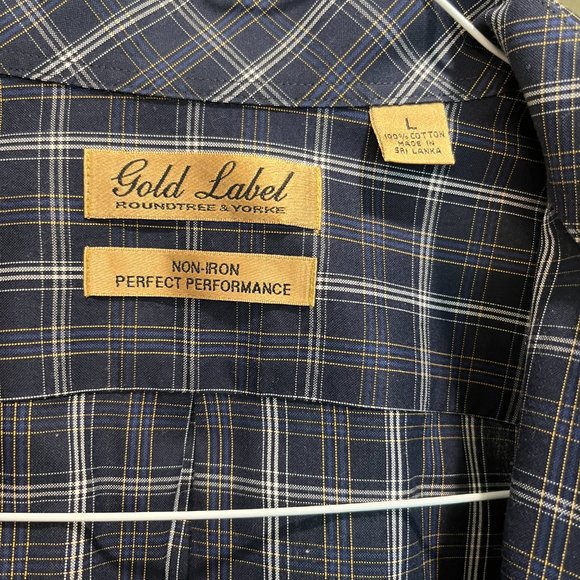 Gold Label
ROUNDTREE & YORKE
NON-IRON
PERFECT PERFORMANCE
L
100% COTTON
MADE IN
SRI LANKA